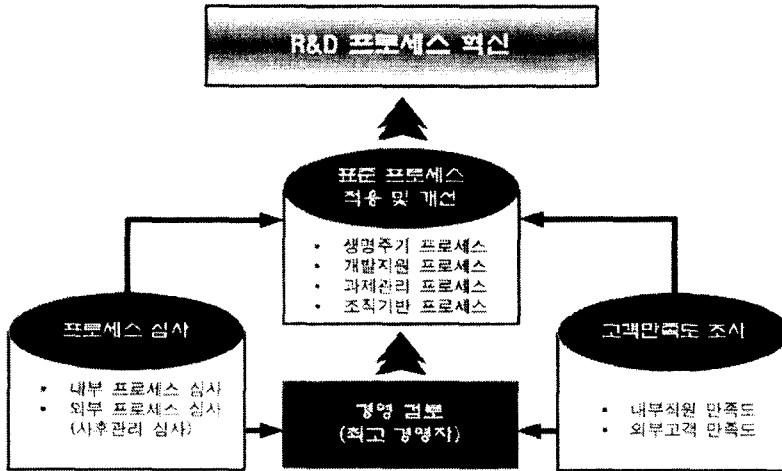 R&D 프로세스 혁신
표준 프로세스
적용 및 개선
• 생명주기 프로세스
• 개발지원 프로세스
• 과제관리 프로세스
• 조직기반 프로세스
프로세스 심사
• 내부 프로세스 심사
• 외부 프로세스 심사
(사후관리 심사)
경영 검토
(최고 경영자)
고객만족도 조사
• 내부직원 만족도
• 외부고객 만족도